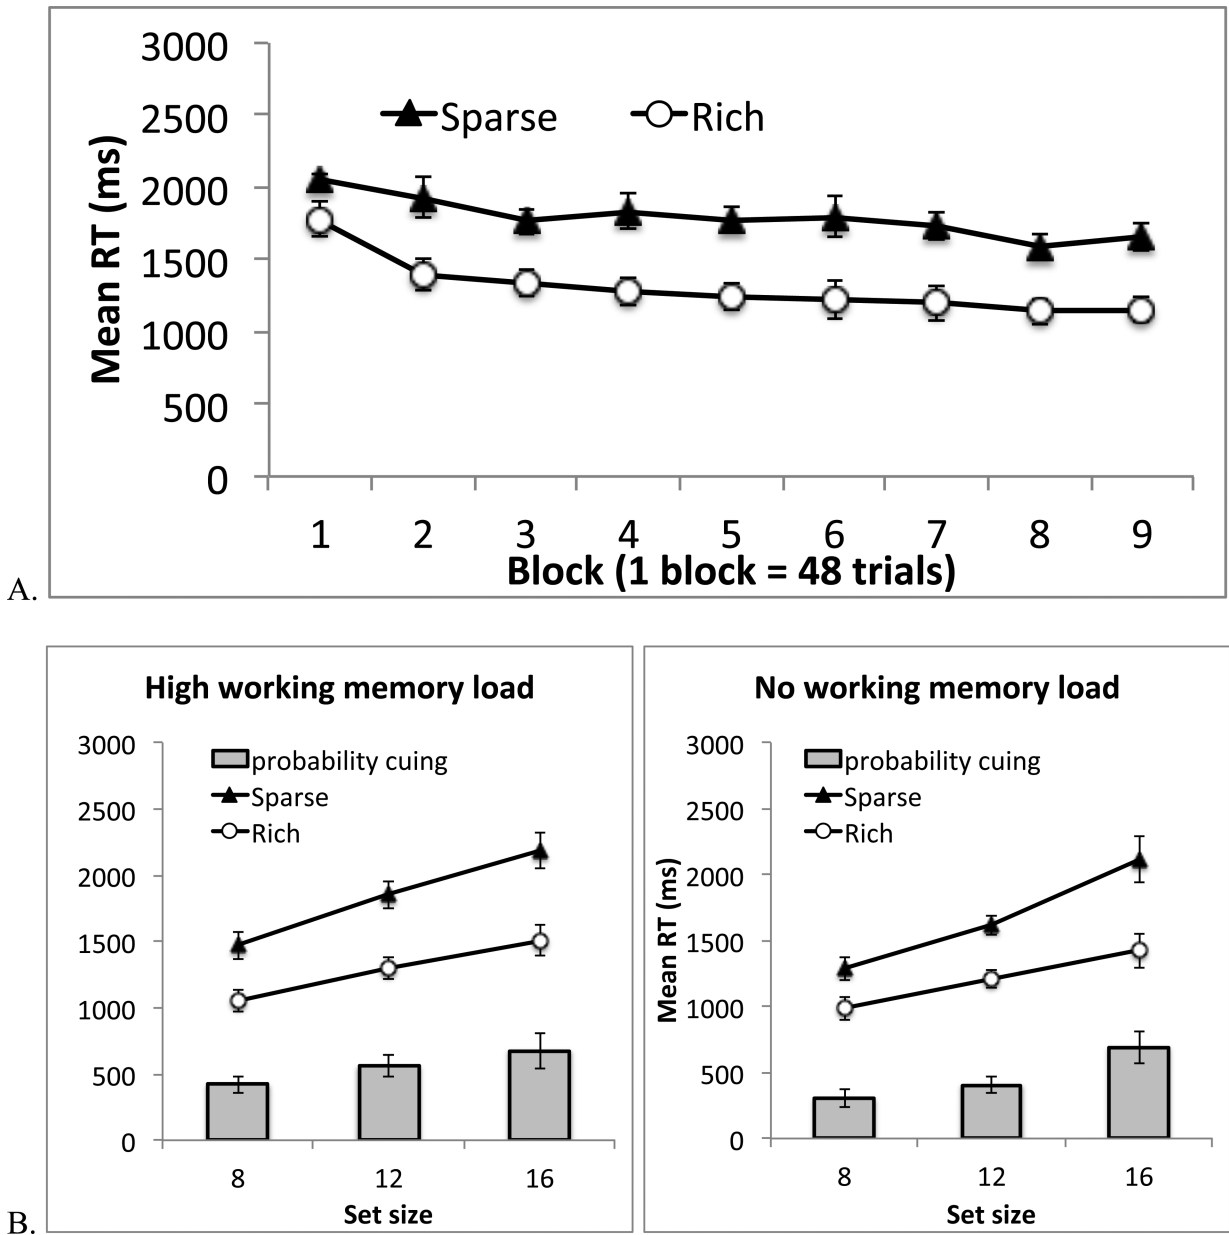 3000
2500
2000
1500
1000
500
0
Mean RT (ms)
Sparse Rich
1 2 3 4 5 6 7 8 9
Block (1 block = 48 trials)
A.
High working memory load
3000
2500
2000
1500
1000
500
0
probability cuing
Sparse
Rich
8 12 16
Set size
No working memory load
3000
2500
2000
1500
1000
500
0
Mean RT (ms)
probability cuing
Sparse
Rich
8 12 16
Set size
B.